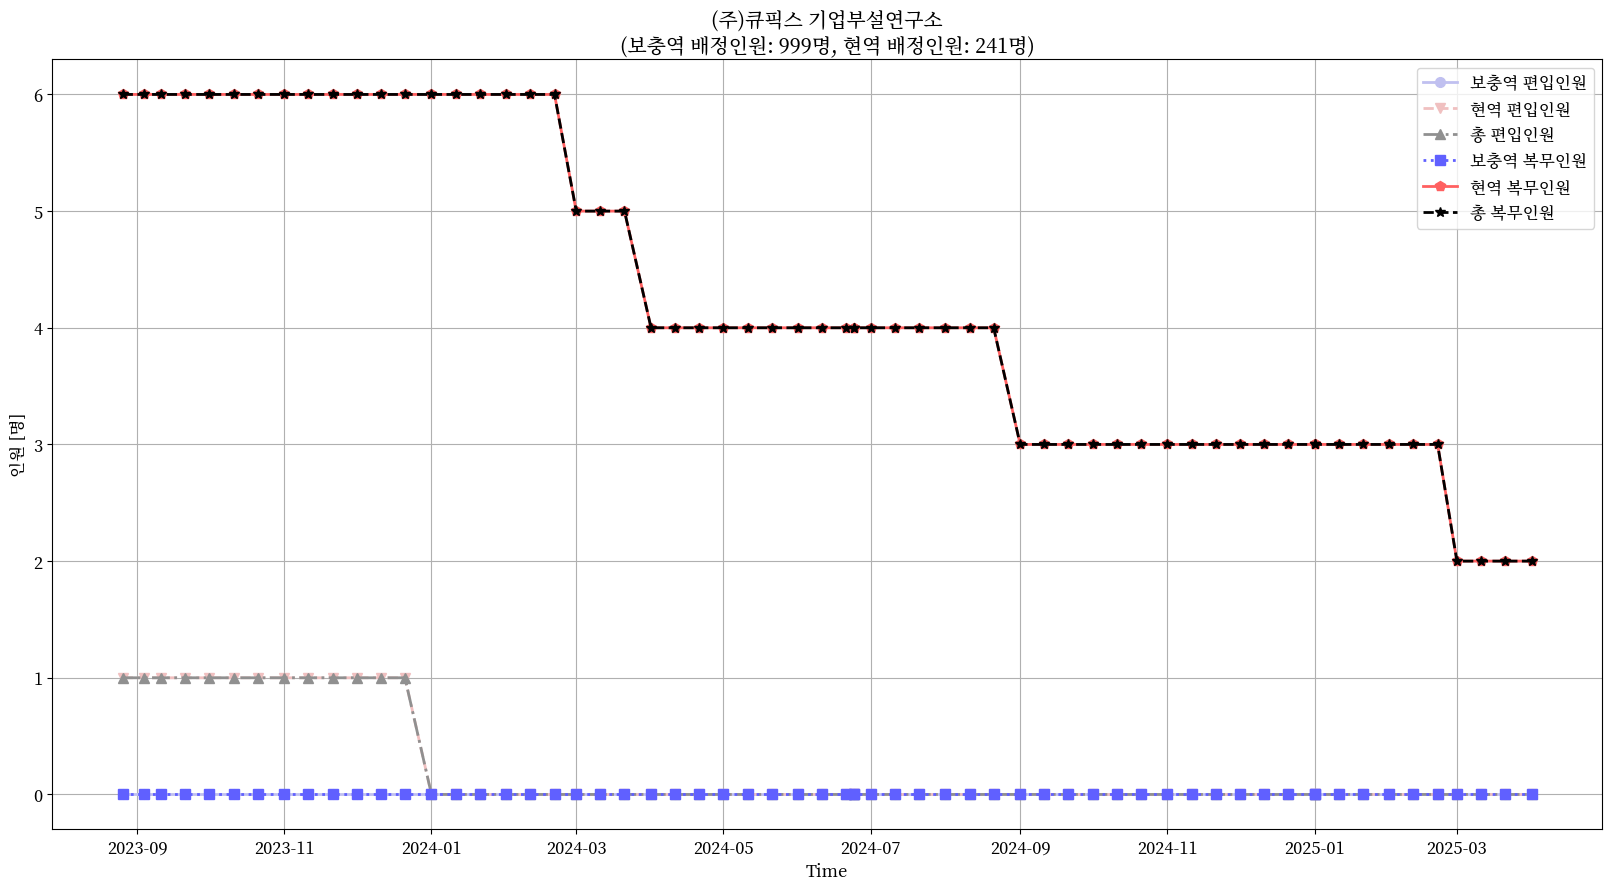 (주)큐픽스 기업부설연구소
(보충역 배정인원: 999명, 현역 배정인원: 241명)
보충역 편입인원
현역 편입인원
총 편입인원
보충역 복무인원
현역 복무인원
총 복무인원
인원 [명]
6
5
4
3
2
1
0
2023-09
2023-11
2024-01
2024-03
2024-05
2024-07
2024-09
2024-11
2025-01
2025-03
Time